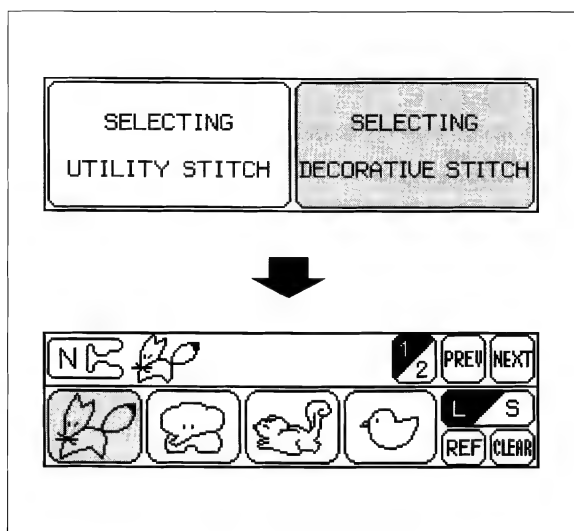 SELECTING
UTILITY STITCH
SELECTING
DECORATIVE STITCH
N 1/2 PREV NEXT
L S
REF CLEAR